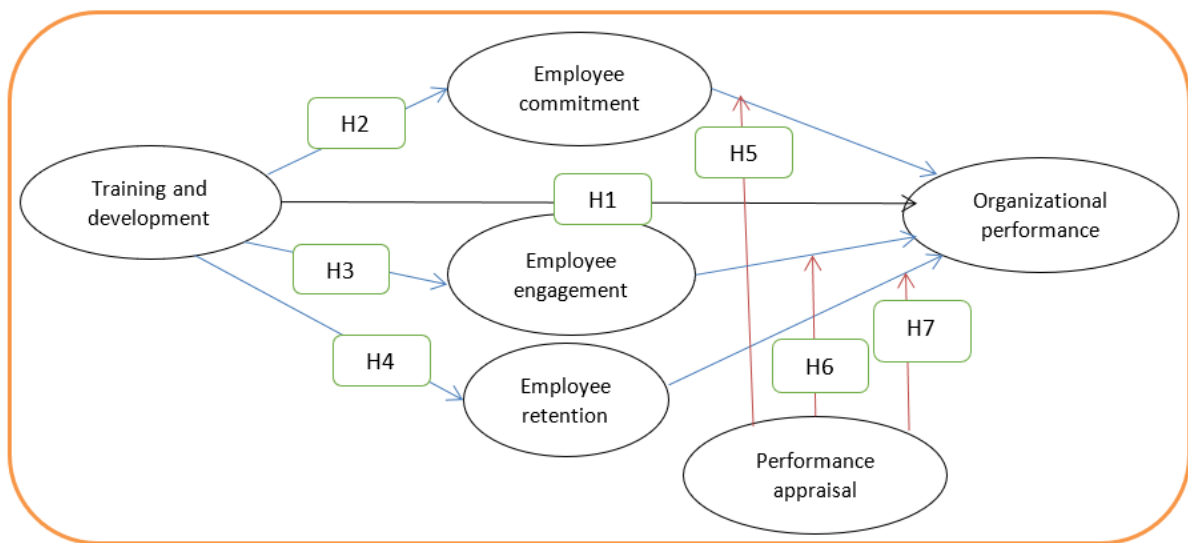 Employee
commitment
H2
H5
Training and
development
H1
Organizational
performance
H3
Employee
engagement
H7
H4
H6
Employee
retention
Performance
appraisal